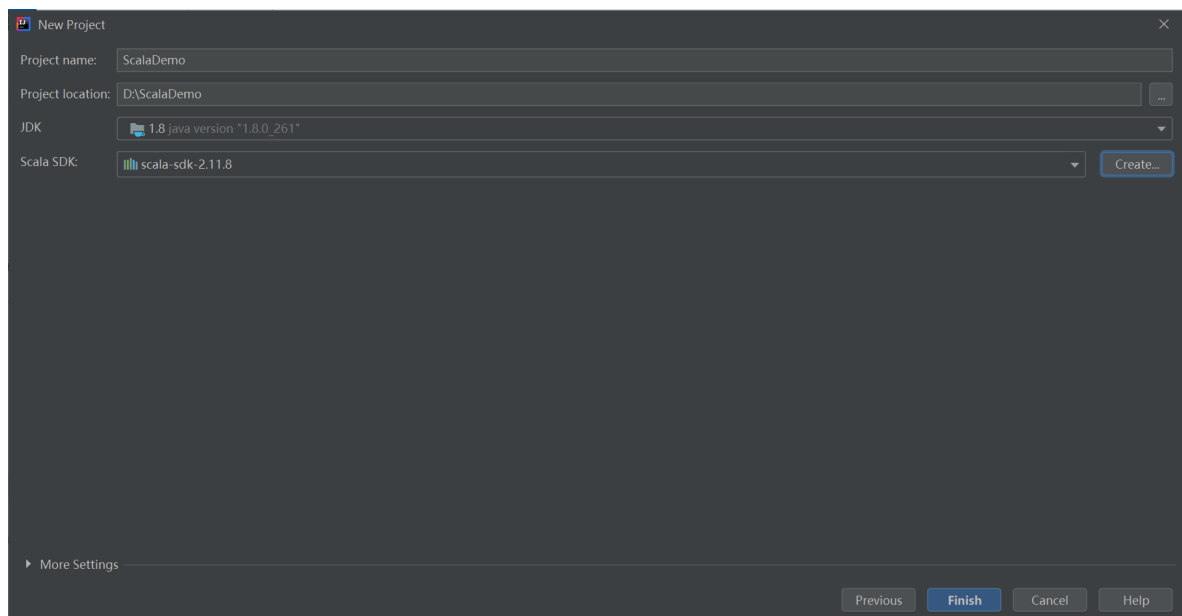 New Project
Project name: ScalaDemo
Project location: D:\ScalaDemo ...
JDK 1.8 java version "1.8.0_261"
Scala SDK: scala-sdk-2.11.8 Create...
More Settings
Previous Finish Cancel Help